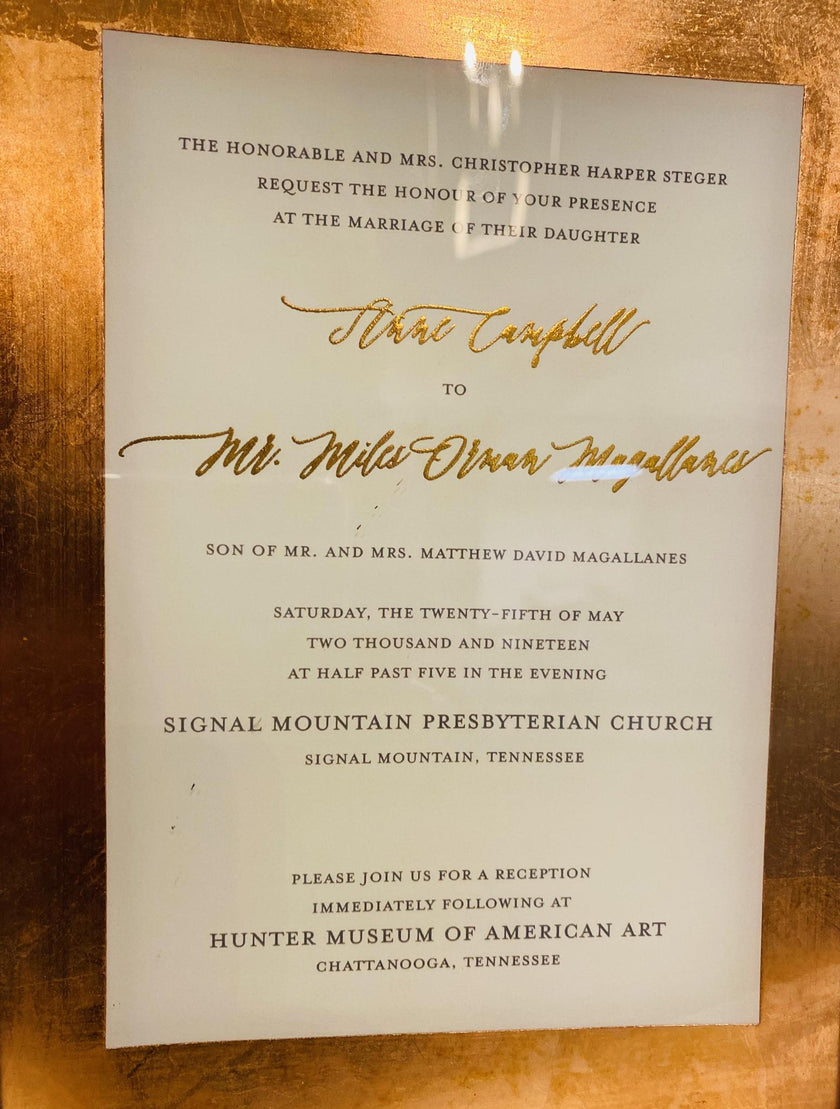 THE HONORABLE AND MRS. CHRISTOPHER HARPER STEGER
REQUEST THE HONOUR OF YOUR PRESENCE
AT THE MARRIAGE OF THEIR DAUGHTER
Anne Campbell
TO
Mr. Miles Orman Magallanes
SON OF MR. AND MRS. MATTHEW DAVID MAGALLANES
SATURDAY, THE TWENTY-FIFTH OF MAY
TWO THOUSAND AND NINETEEN
AT HALF PAST FIVE IN THE EVENING
SIGNAL MOUNTAIN PRESBYTERIAN CHURCH
SIGNAL MOUNTAIN, TENNESSEE
PLEASE JOIN US FOR A RECEPTION
IMMEDIATELY FOLLOWING AT
HUNTER MUSEUM OF AMERICAN ART
CHATTANOOGA, TENNESSEE